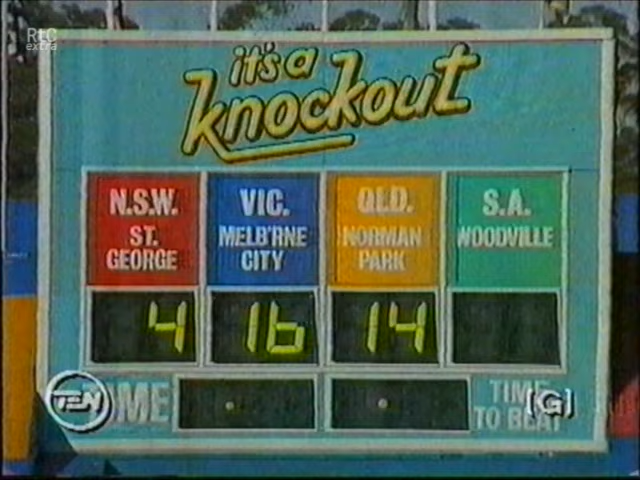 RtC
extra
it's a
knockout
N.S.W.
ST.
GEORGE
VIC.
MELB'RNE
CITY
QLD.
NORMAN
PARK
S.A.
WOODVILLE
4
16
14
TEN
TIME
TIME
TO BEAT
(G)